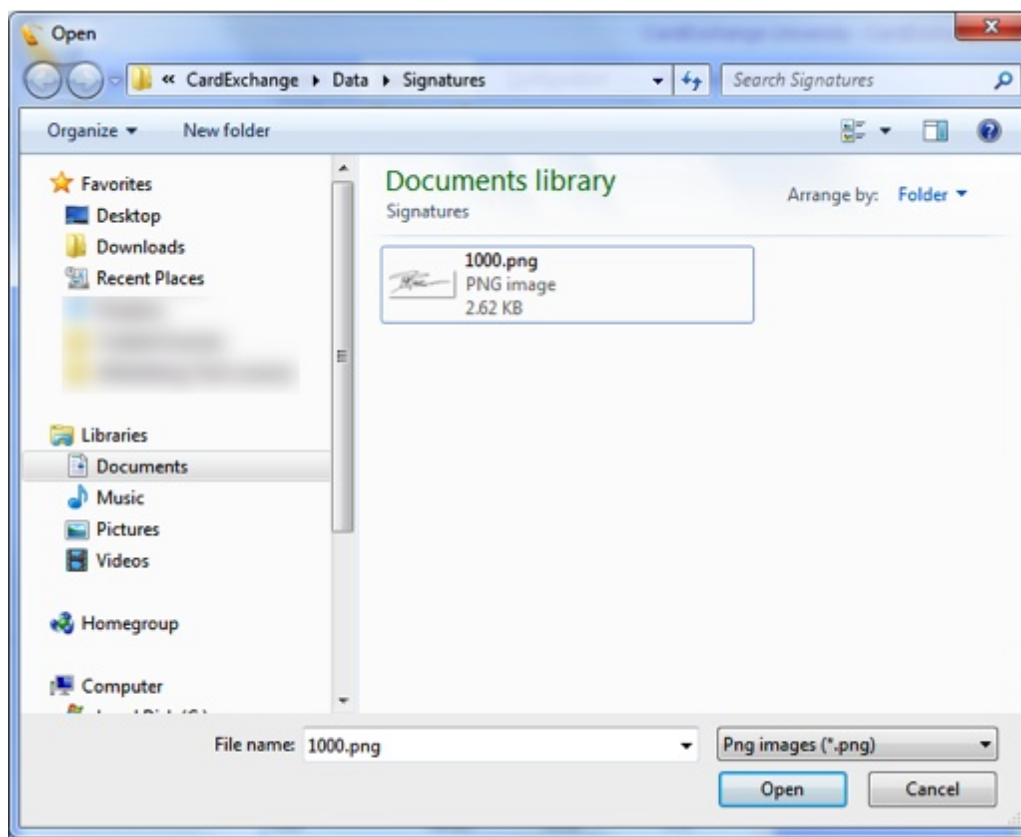 Open
« CardExchange ▸ Data ▸ Signatures
Search Signatures
Organize
New folder
Favorites
Desktop
Downloads
Recent Places
Libraries
Documents
Music
Pictures
Videos
Homegroup
Computer
Documents library
Signatures
Arrange by: Folder
1000.png
PNG image
2.62 KB
File name: 1000.png
Png images (*.png)
Open
Cancel